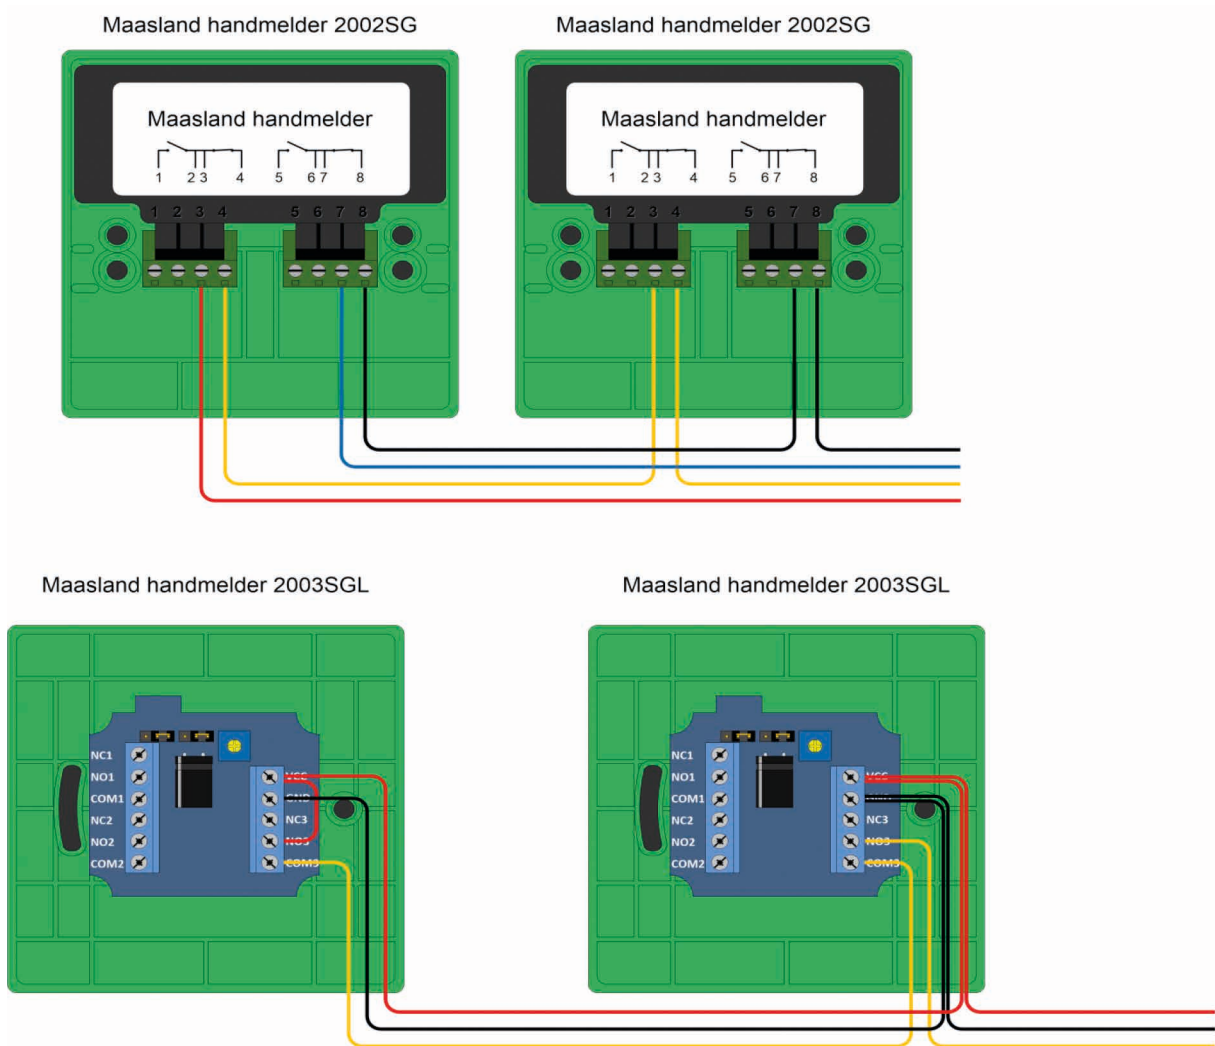 Maasland handmelder 2002SG
Maasland handmelder 2002SG
Maasland handmelder
1 2 3 4 5 6 7 8
1 2 3 4 5 6 7 8
Maasland handmelder
1 2 3 4 5 6 7 8
1 2 3 4 5 6 7 8
Maasland handmelder 2003SGL
Maasland handmelder 2003SGL
NC1
NO1
COM1
NC2
NO2
COM2
VCC
GND
NC3
NO3
COM3
NC1
NO1
COM1
NC2
NO2
COM2
VCC
GND
NC3
NO3
COM3